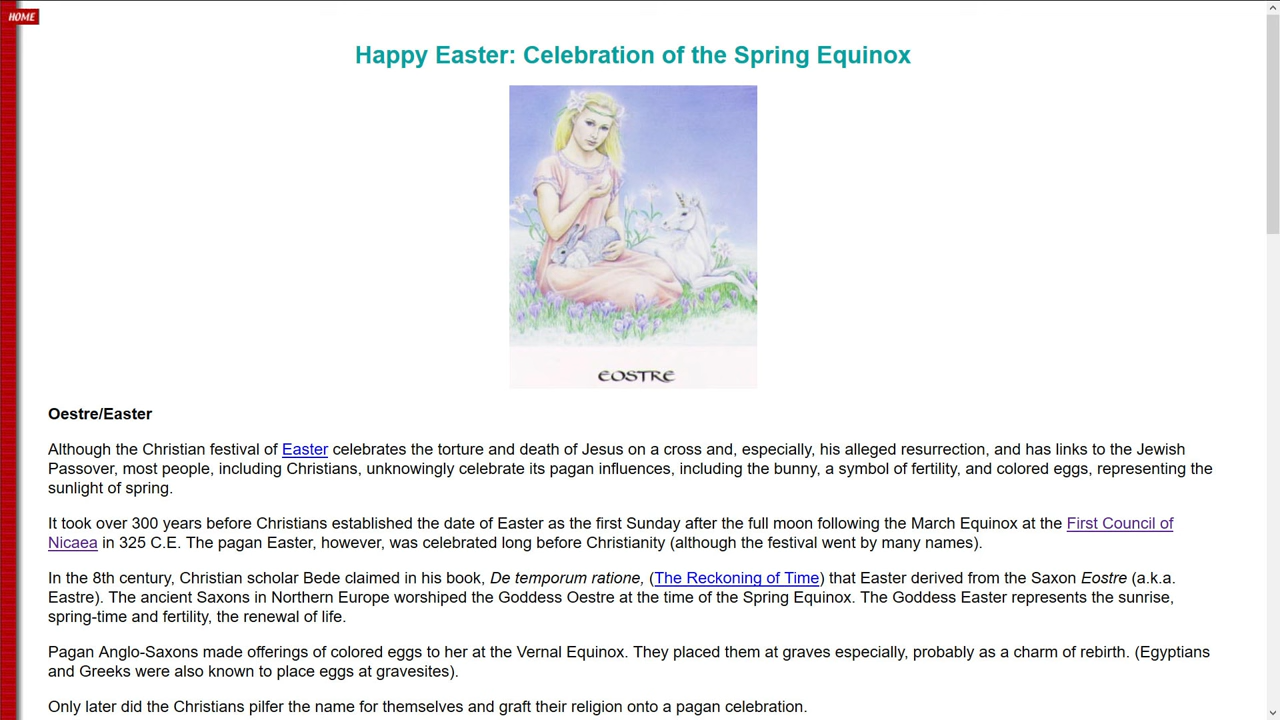 HOME
Happy Easter: Celebration of the Spring Equinox
EOSTRE
Oestre/Easter
Although the Christian festival of Easter celebrates the torture and death of Jesus on a cross and, especially, his alleged resurrection, and has links to the Jewish
Passover, most people, including Christians, unknowingly celebrate its pagan influences, including the bunny, a symbol of fertility, and colored eggs, representing the
sunlight of spring.
It took over 300 years before Christians established the date of Easter as the first Sunday after the full moon following the March Equinox at the First Council of
Nicaea in 325 C.E. The pagan Easter, however, was celebrated long before Christianity (although the festival went by many names).
In the 8th century, Christian scholar Bede claimed in his book, De temporum ratione, (The Reckoning of Time) that Easter derived from the Saxon Eostre (a.k.a.
Eastre). The ancient Saxons in Northern Europe worshiped the Goddess Oestre at the time of the Spring Equinox. The Goddess Easter represents the sunrise,
spring-time and fertility, the renewal of life.
Pagan Anglo-Saxons made offerings of colored eggs to her at the Vernal Equinox. They placed them at graves especially, probably as a charm of rebirth. (Egyptians
and Greeks were also known to place eggs at gravesites).
Only later did the Christians pilfer the name for themselves and graft their religion onto a pagan celebration.